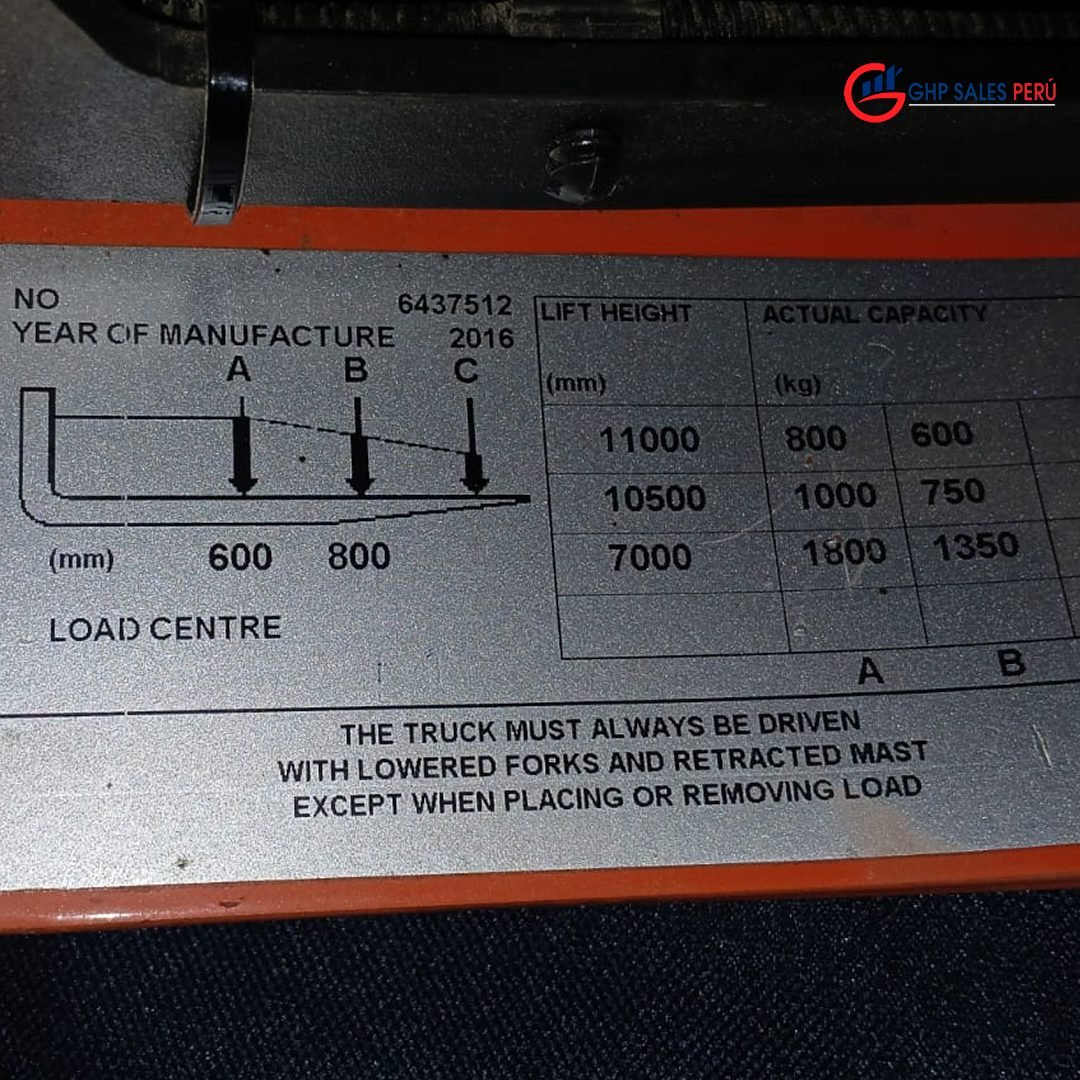 GHP SALES PERÚ
NO 6437512
YEAR OF MANUFACTURE 2016
A B C
(mm) 600 800
LOAD CENTRE
LIFT HEIGHT ACTUAL CAPACITY
(mm) (kg)
11000 800 600
10500 1000 750
7000 1800 1350
A B
THE TRUCK MUST ALWAYS BE DRIVEN
WITH LOWERED FORKS AND RETRACTED MAST
EXCEPT WHEN PLACING OR REMOVING LOAD